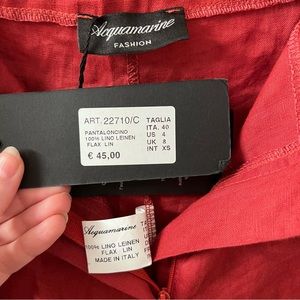 Acquamarine
FASHION
ART. 22710/C
PANTALONCINO
100% LINO LEINEN
FLAX LIN
€ 45,00
TAGLIA
ITA. 40
US 4
UK 8
INT XS
Acquamarine
100% LINO LEINEN
FLAX LIN
MADE IN ITALY